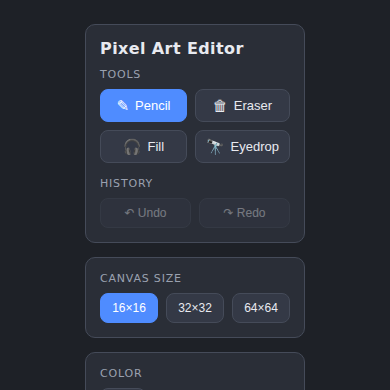 Pixel Art Editor
TOOLS
✎ Pencil
🗑 Eraser
🎧 Fill
🔭 Eyedrop
HISTORY
↶ Undo
↷ Redo
CANVAS SIZE
16×16
32×32
64×64
COLOR